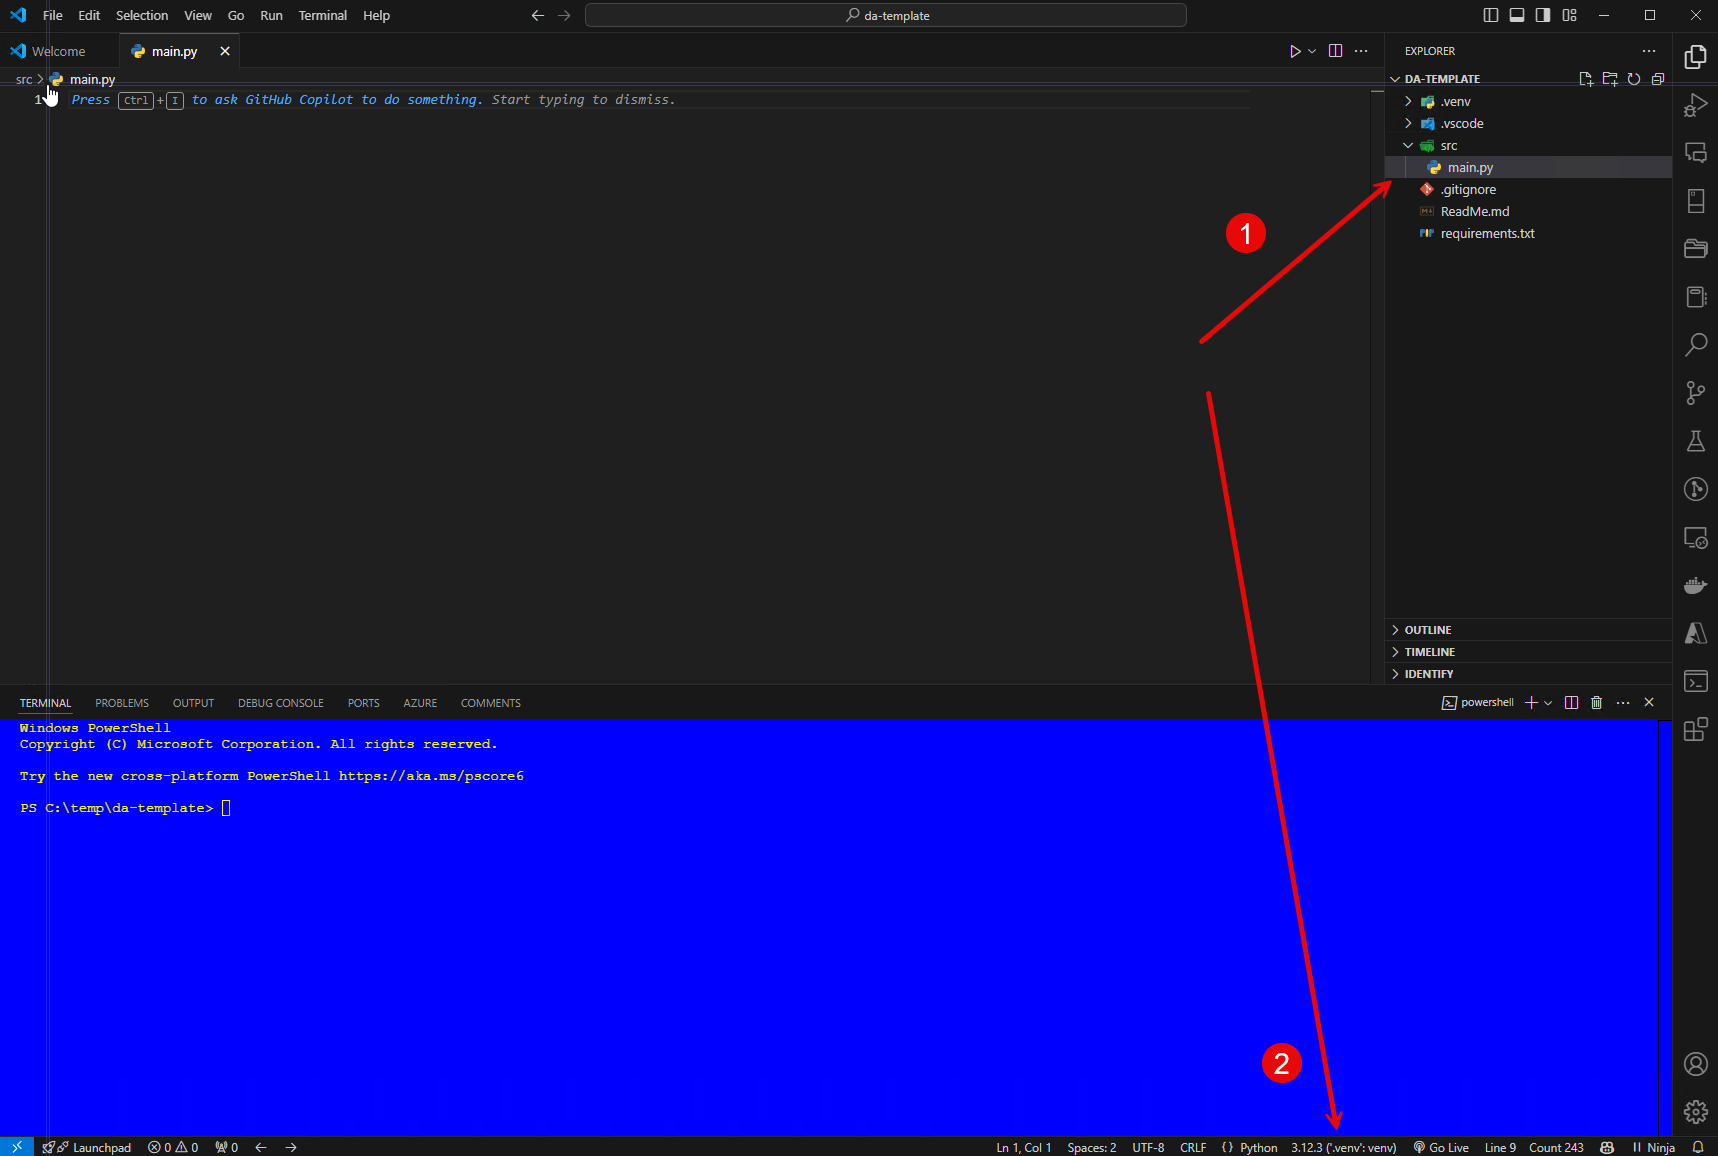 File Edit Selection View Go Run Terminal Help
da-template
Welcome
main.py
src > main.py
1
Press Ctrl+I to ask GitHub Copilot to do something. Start typing to dismiss.
EXPLORER
DA-TEMPLATE
.venv
.vscode
src
main.py
.gitignore
ReadMe.md
requirements.txt
1
OUTLINE
TIMELINE
IDENTIFY
TERMINAL PROBLEMS OUTPUT DEBUG CONSOLE PORTS AZURE COMMENTS
powershell
Windows PowerShell
Copyright (C) Microsoft Corporation. All rights reserved.
Try the new cross-platform PowerShell https://aka.ms/pscore6
PS C:\temp\da-template>
2
Launchpad 0 0 0
Ln 1, Col 1 Spaces: 2 UTF-8 CRLF {} Python 3.12.3 ('.venv': venv) Go Live Line 9 Count 243 Ninja